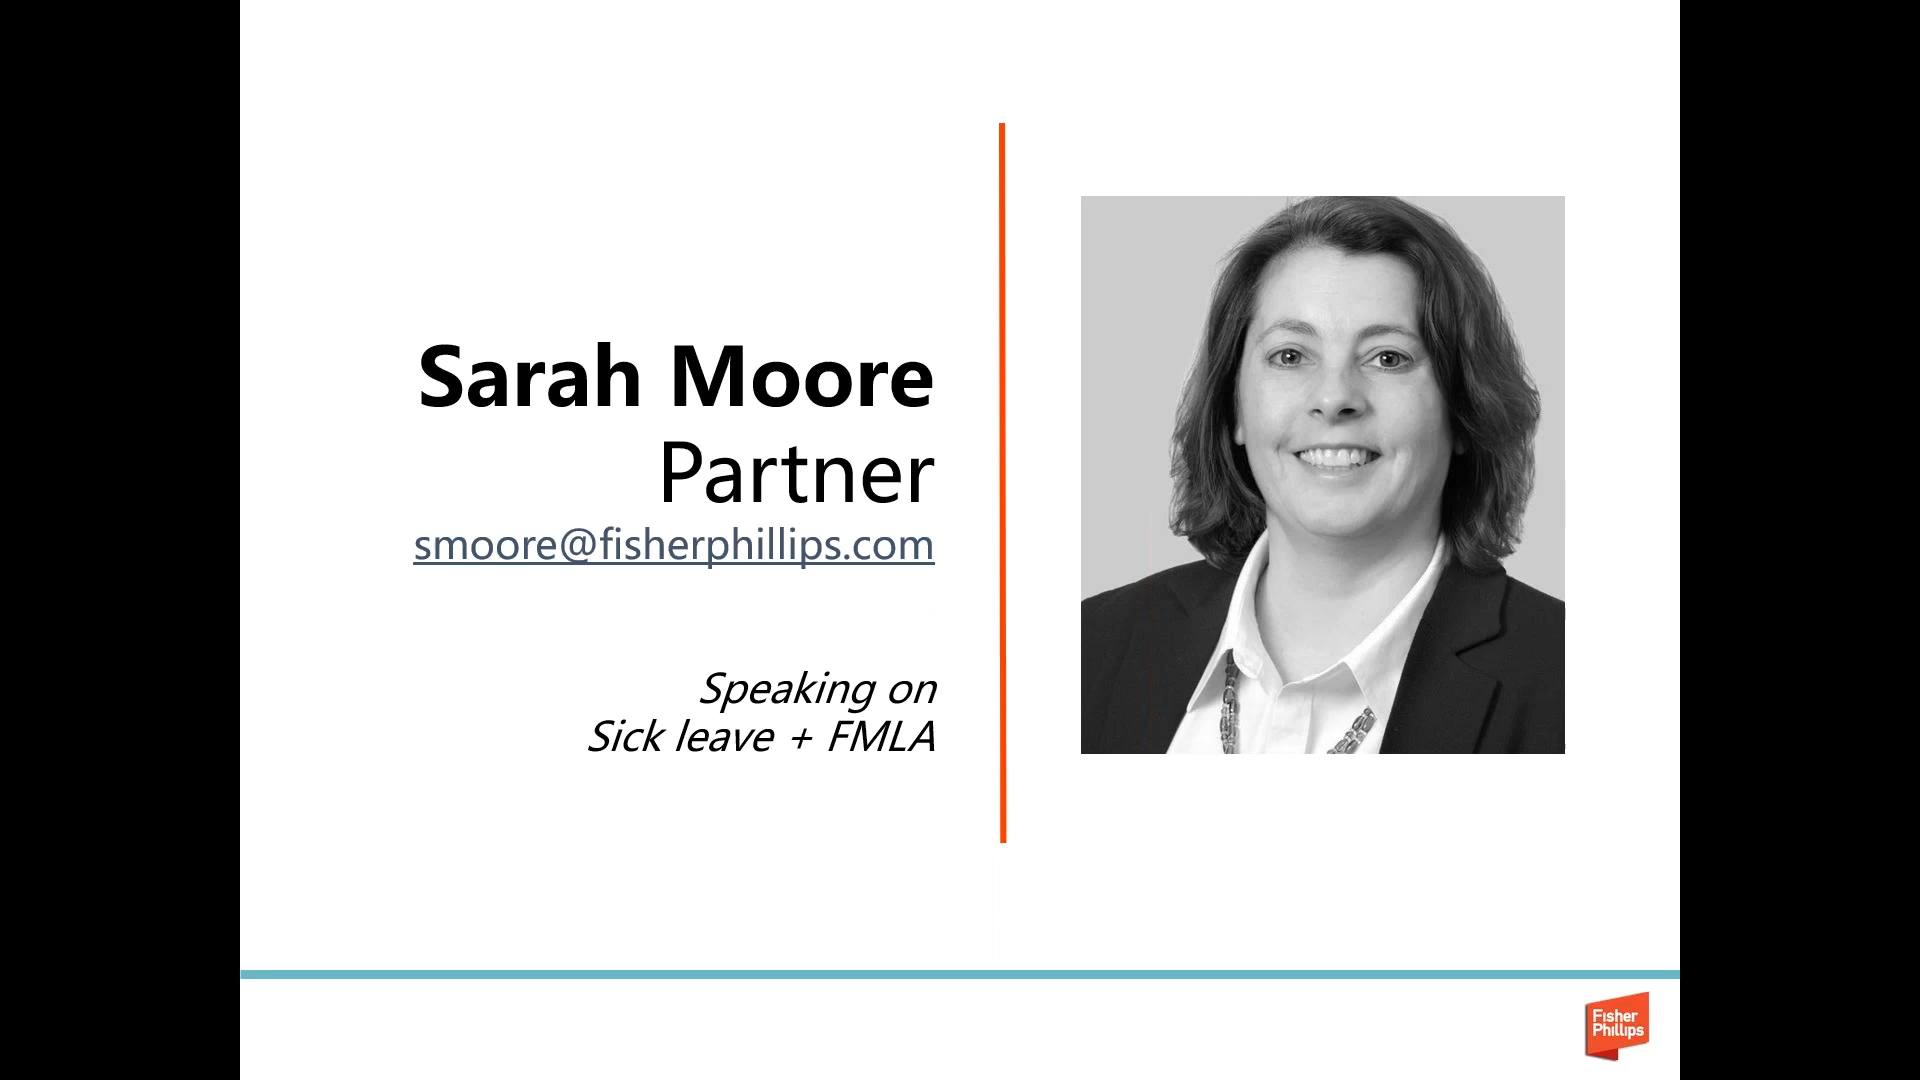 Sarah Moore
Partner
smoore@fisherphillips.com
Speaking on
Sick leave + FMLA
Fisher
Phillips